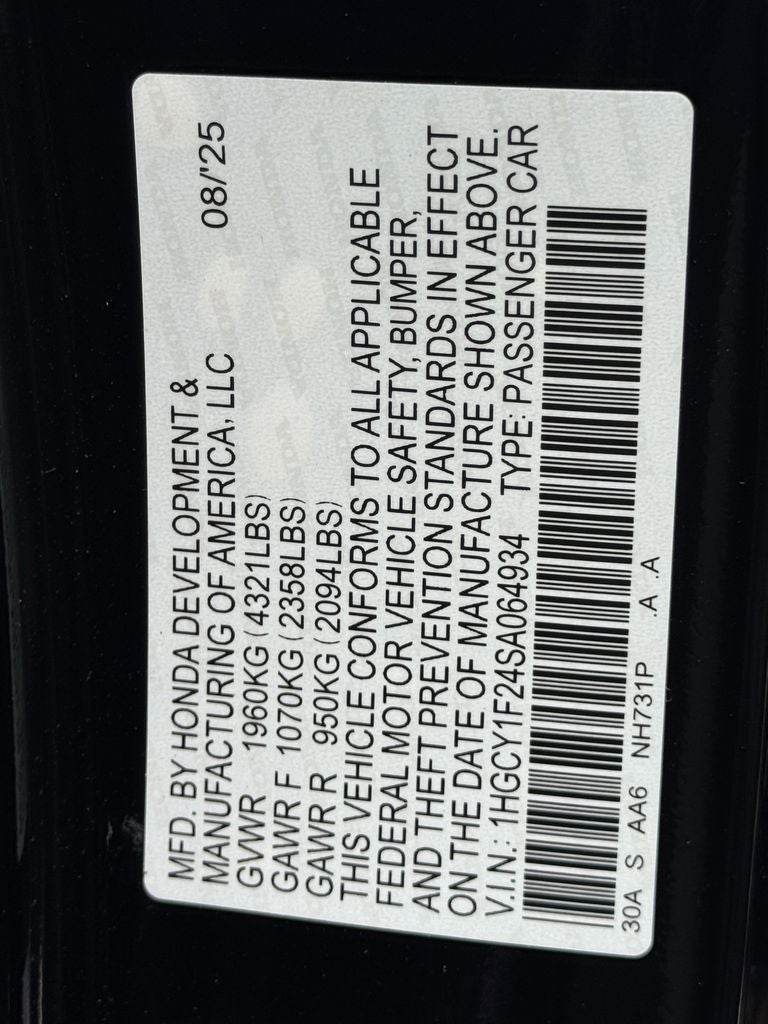 MFD. BY HONDA DEVELOPMENT &
MANUFACTURING OF AMERICA, LLC 08/'25
GVWR 1960KG (4321LBS)
GAWR F 1070KG (2358LBS)
GAWR R 950KG (2094LBS)
THIS VEHICLE CONFORMS TO ALL APPLICABLE
FEDERAL MOTOR VEHICLE SAFETY, BUMPER,
AND THEFT PREVENTION STANDARDS IN EFFECT
ON THE DATE OF MANUFACTURE SHOWN ABOVE.
V.I.N.: 1HGCY1F24SA064934 TYPE: PASSENGER CAR
30A S AA6 NH731P .A .A